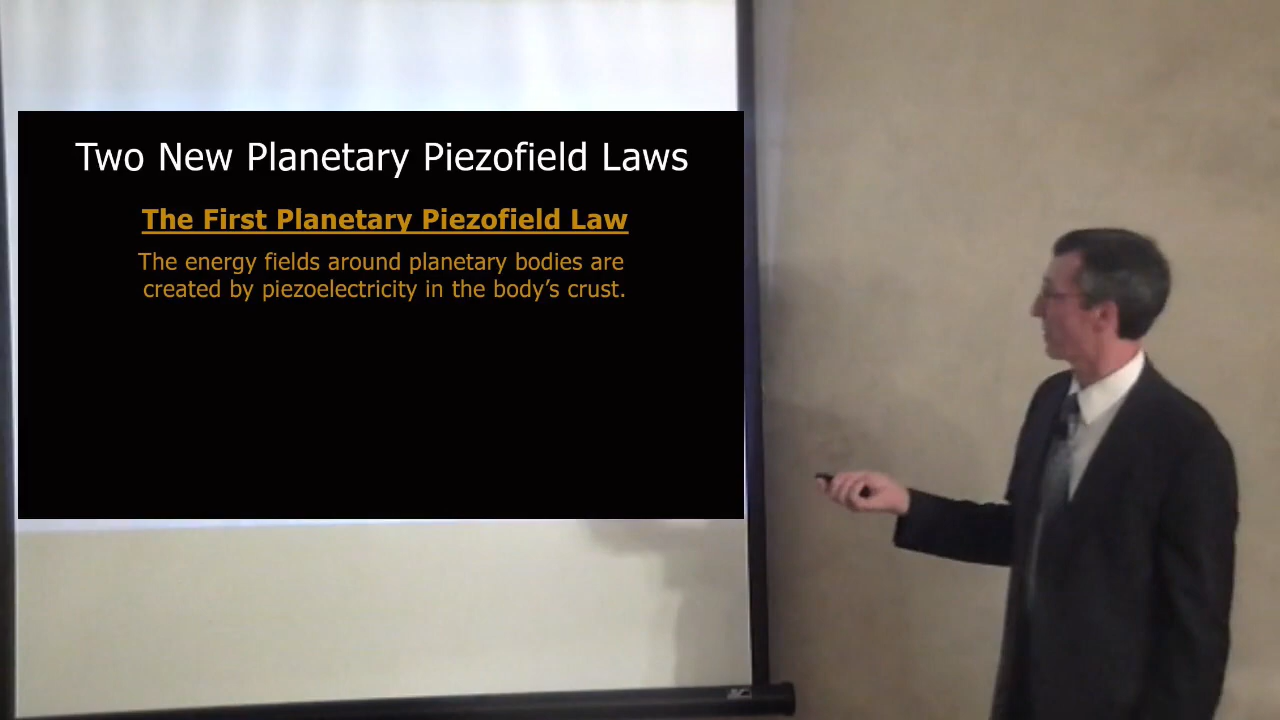 Two New Planetary Piezofield Laws
The First Planetary Piezofield Law
The energy fields around planetary bodies are
created by piezoelectricity in the body’s crust.